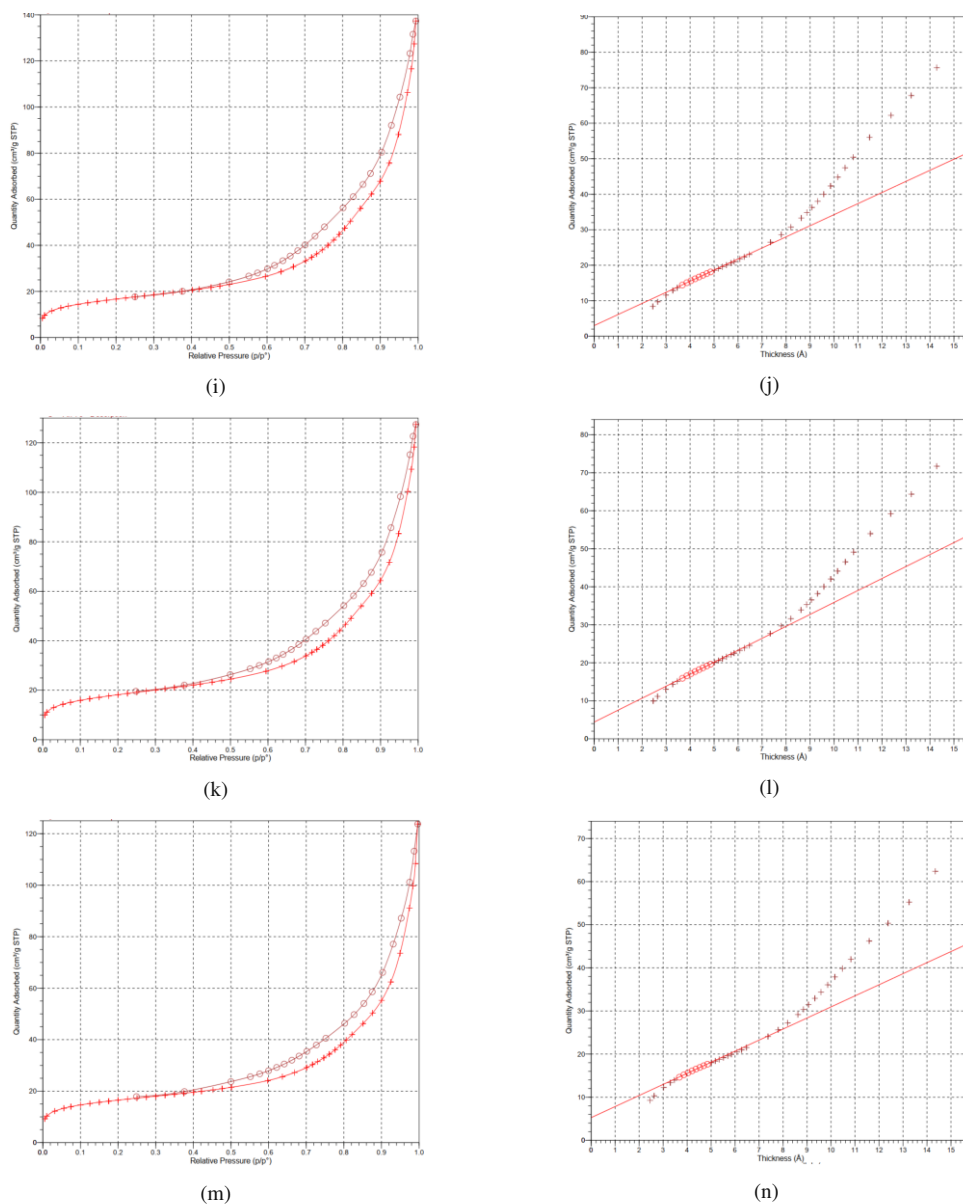 140
120
100
80
60
40
20
0
Quantity Adsorbed (cm³/g STP)
0.0 0.1 0.2 0.3 0.4 0.5 0.6 0.7 0.8 0.9 1.0
Relative Pressure (p/p°)
(i)
90
80
70
60
50
40
30
20
10
0
Quantity Adsorbed (cm³/g STP)
0 1 2 3 4 5 6 7 8 9 10 11 12 13 14 15
Thickness (Å)
(j)
120
100
80
60
40
20
0
Quantity Adsorbed (cm³/g STP)
0.0 0.1 0.2 0.3 0.4 0.5 0.6 0.7 0.8 0.9 1.0
Relative Pressure (p/p°)
(k)
80
70
60
50
40
30
20
10
0
Quantity Adsorbed (cm³/g STP)
0 1 2 3 4 5 6 7 8 9 10 11 12 13 14 15
Thickness (Å)
(l)
120
100
80
60
40
20
0
Quantity Adsorbed (cm³/g STP)
0.0 0.1 0.2 0.3 0.4 0.5 0.6 0.7 0.8 0.9 1.0
Relative Pressure (p/p°)
(m)
70
60
50
40
30
20
10
0
Quantity Adsorbed (cm³/g STP)
0 1 2 3 4 5 6 7 8 9 10 11 12 13 14 15
Thickness (Å)
(n)